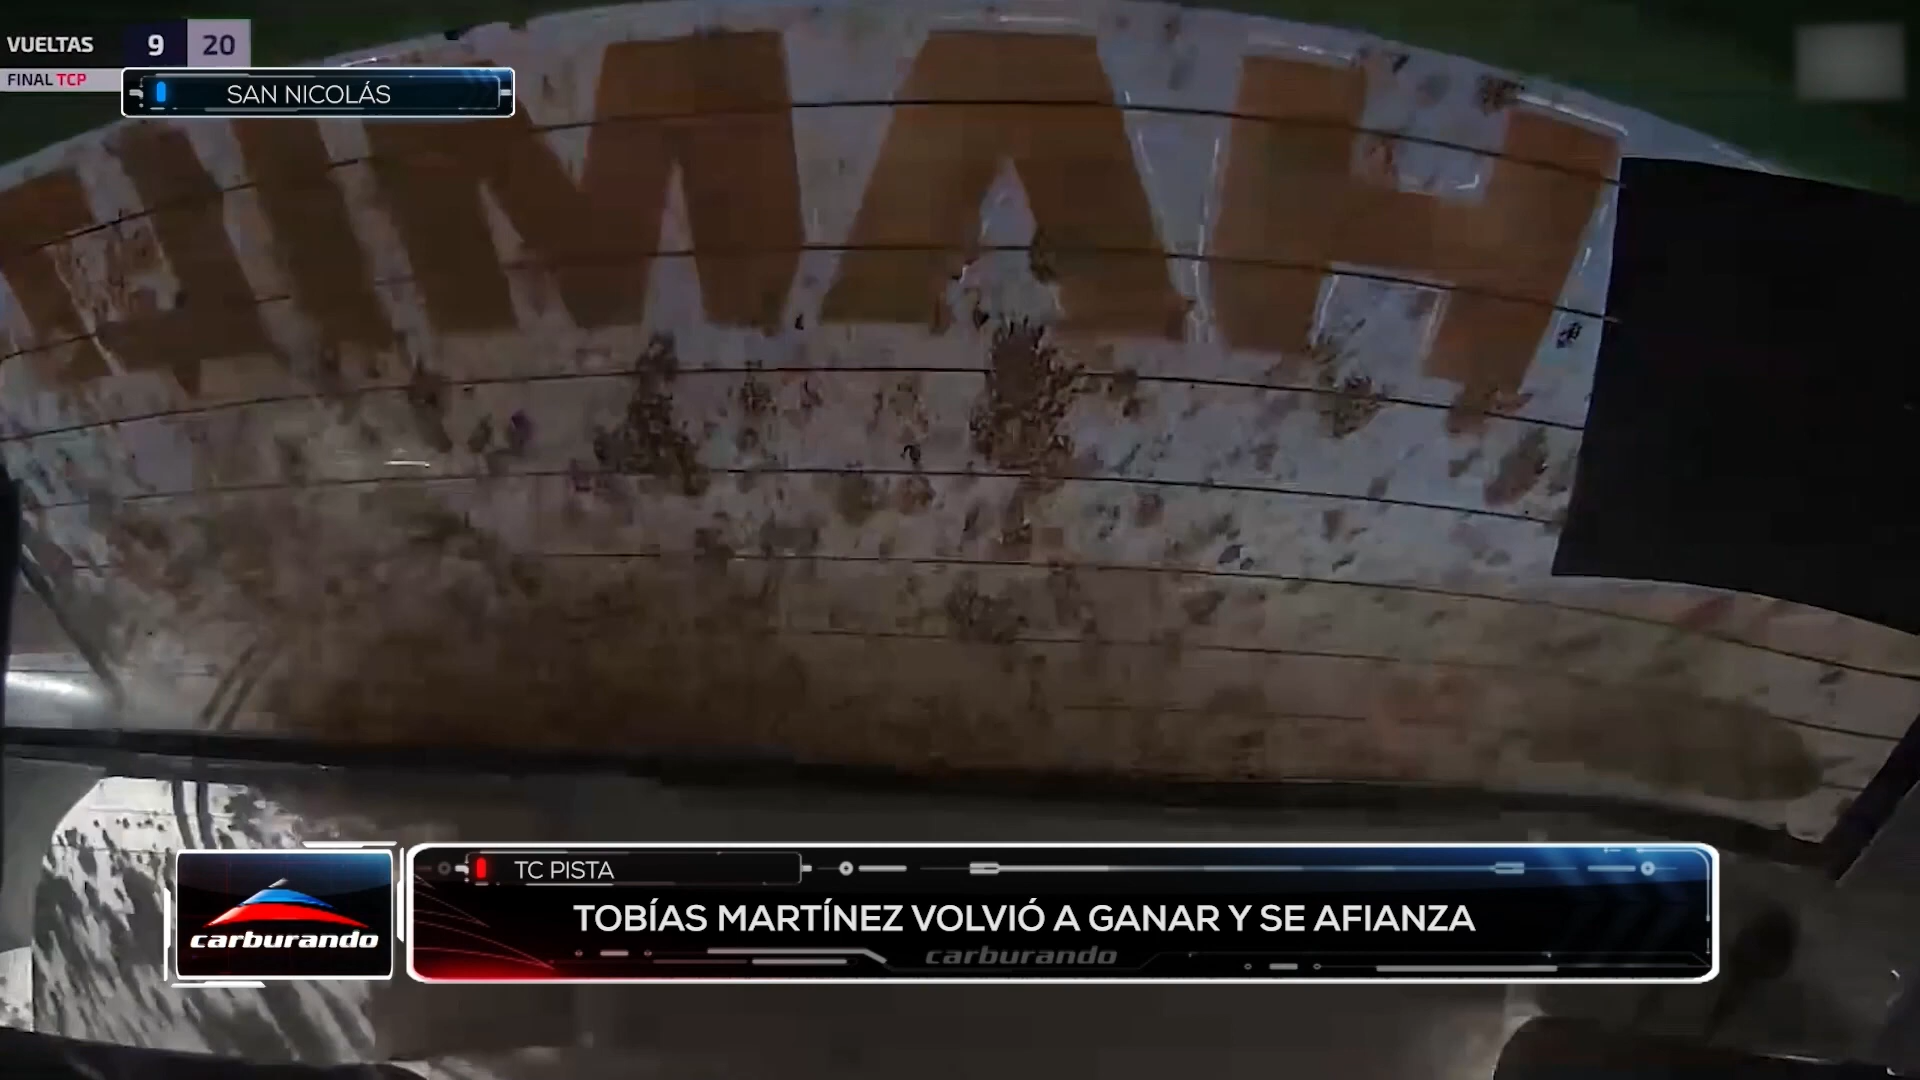 VUELTAS 9 20
FINAL TCP
SAN NICOLÁS
TC PISTA
TOBÍAS MARTÍNEZ VOLVIÓ A GANAR Y SE AFIANZA
carburando
carburando